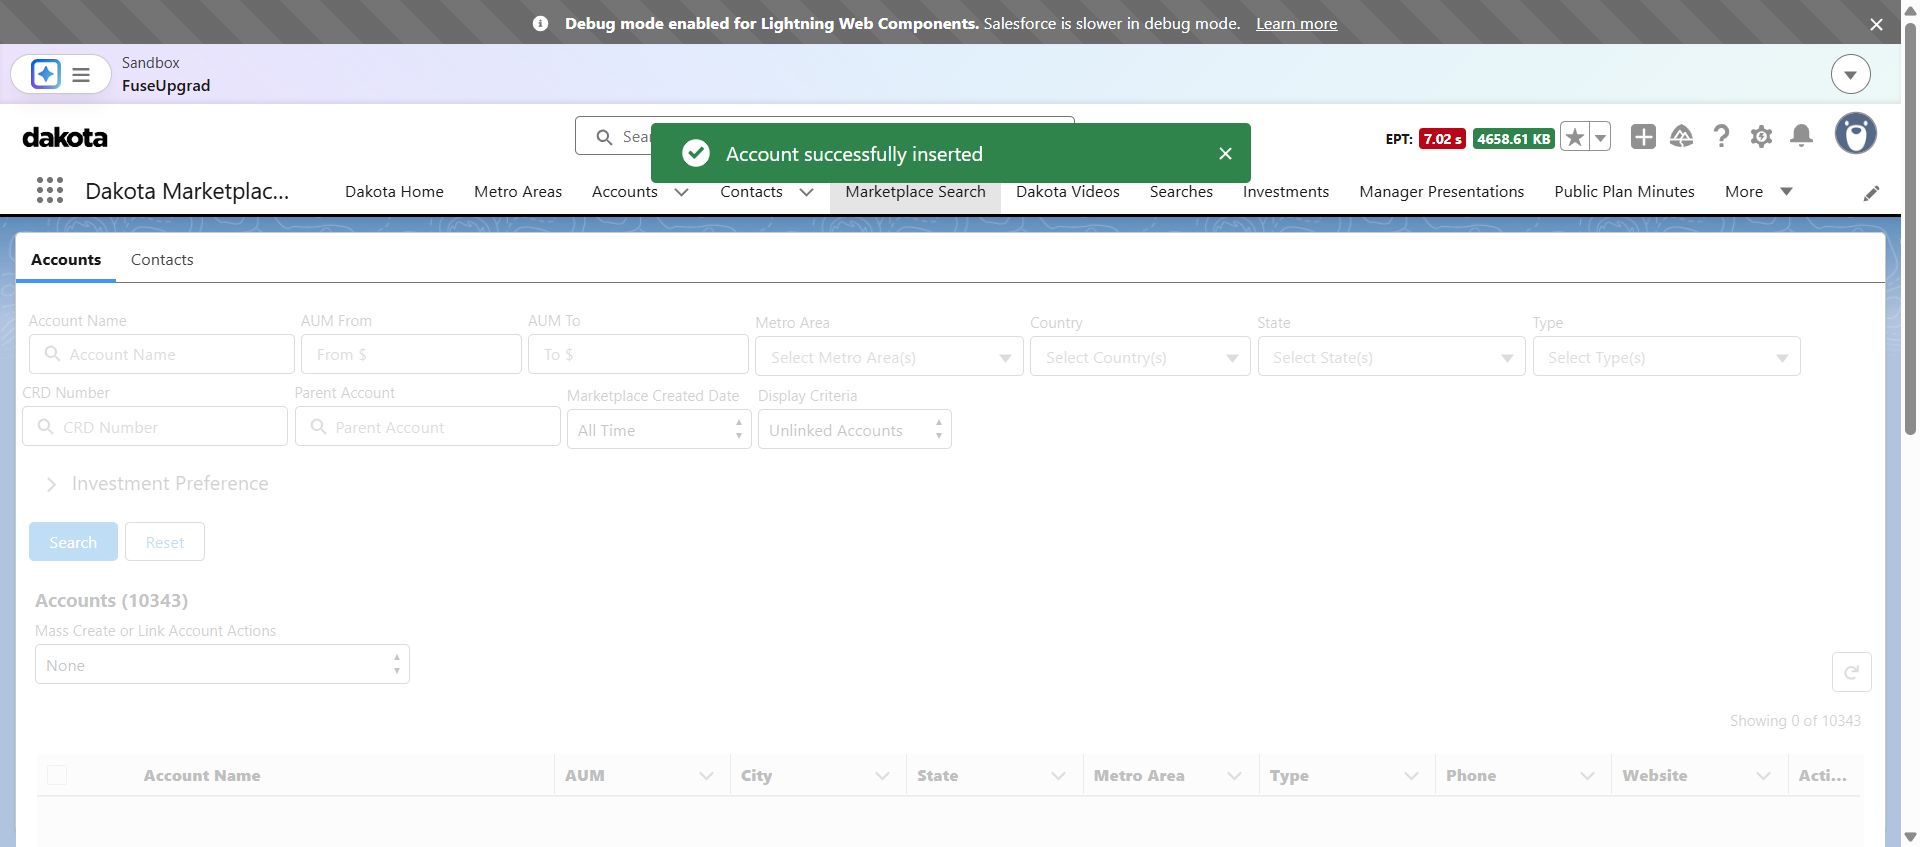 Debug mode enabled for Lightning Web Components. Salesforce is slower in debug mode. Learn more
Sandbox
FuseUpgrad
dakota
Sea
Account successfully inserted
EPT: 7.02 s 4658.61 KB
Dakota Marketplac...
Dakota Home
Metro Areas
Accounts
Contacts
Marketplace Search
Dakota Videos
Searches
Investments
Manager Presentations
Public Plan Minutes
More
Accounts
Contacts
Account Name
AUM From
AUM To
Metro Area
Country
State
Type
Account Name
From $
To $
Select Metro Area(s)
Select Country(s)
Select State(s)
Select Type(s)
CRD Number
Parent Account
Marketplace Created Date
Display Criteria
CRD Number
Parent Account
All Time
Unlinked Accounts
Investment Preference
Search
Reset
Accounts (10343)
Mass Create or Link Account Actions
None
Showing 0 of 10343
Account Name
AUM
City
State
Metro Area
Type
Phone
Website
Acti...